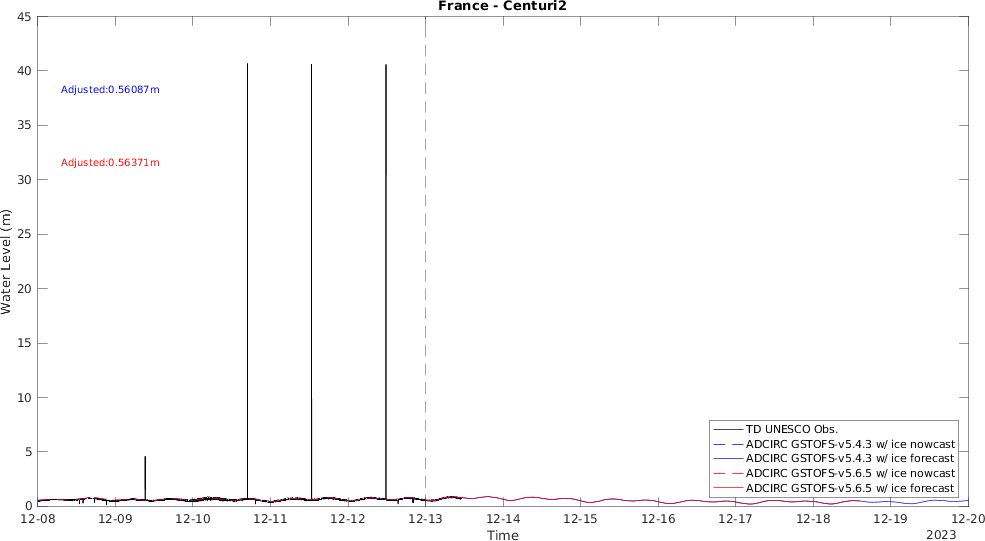 France - Centuri2
45
40
35
30
25
20
15
10
5
0
Water Level (m)
Adjusted:0.56087m
Adjusted:0.56371m
TD UNESCO Obs.
ADCIRC GSTOFS-v5.4.3 w/ ice nowcast
ADCIRC GSTOFS-v5.4.3 w/ ice forecast
ADCIRC GSTOFS-v5.6.5 w/ ice nowcast
ADCIRC GSTOFS-v5.6.5 w/ ice forecast
12-08 12-09 12-10 12-11 12-12 12-13 12-14 12-15 12-16 12-17 12-18 12-19 12-20
Time
2023